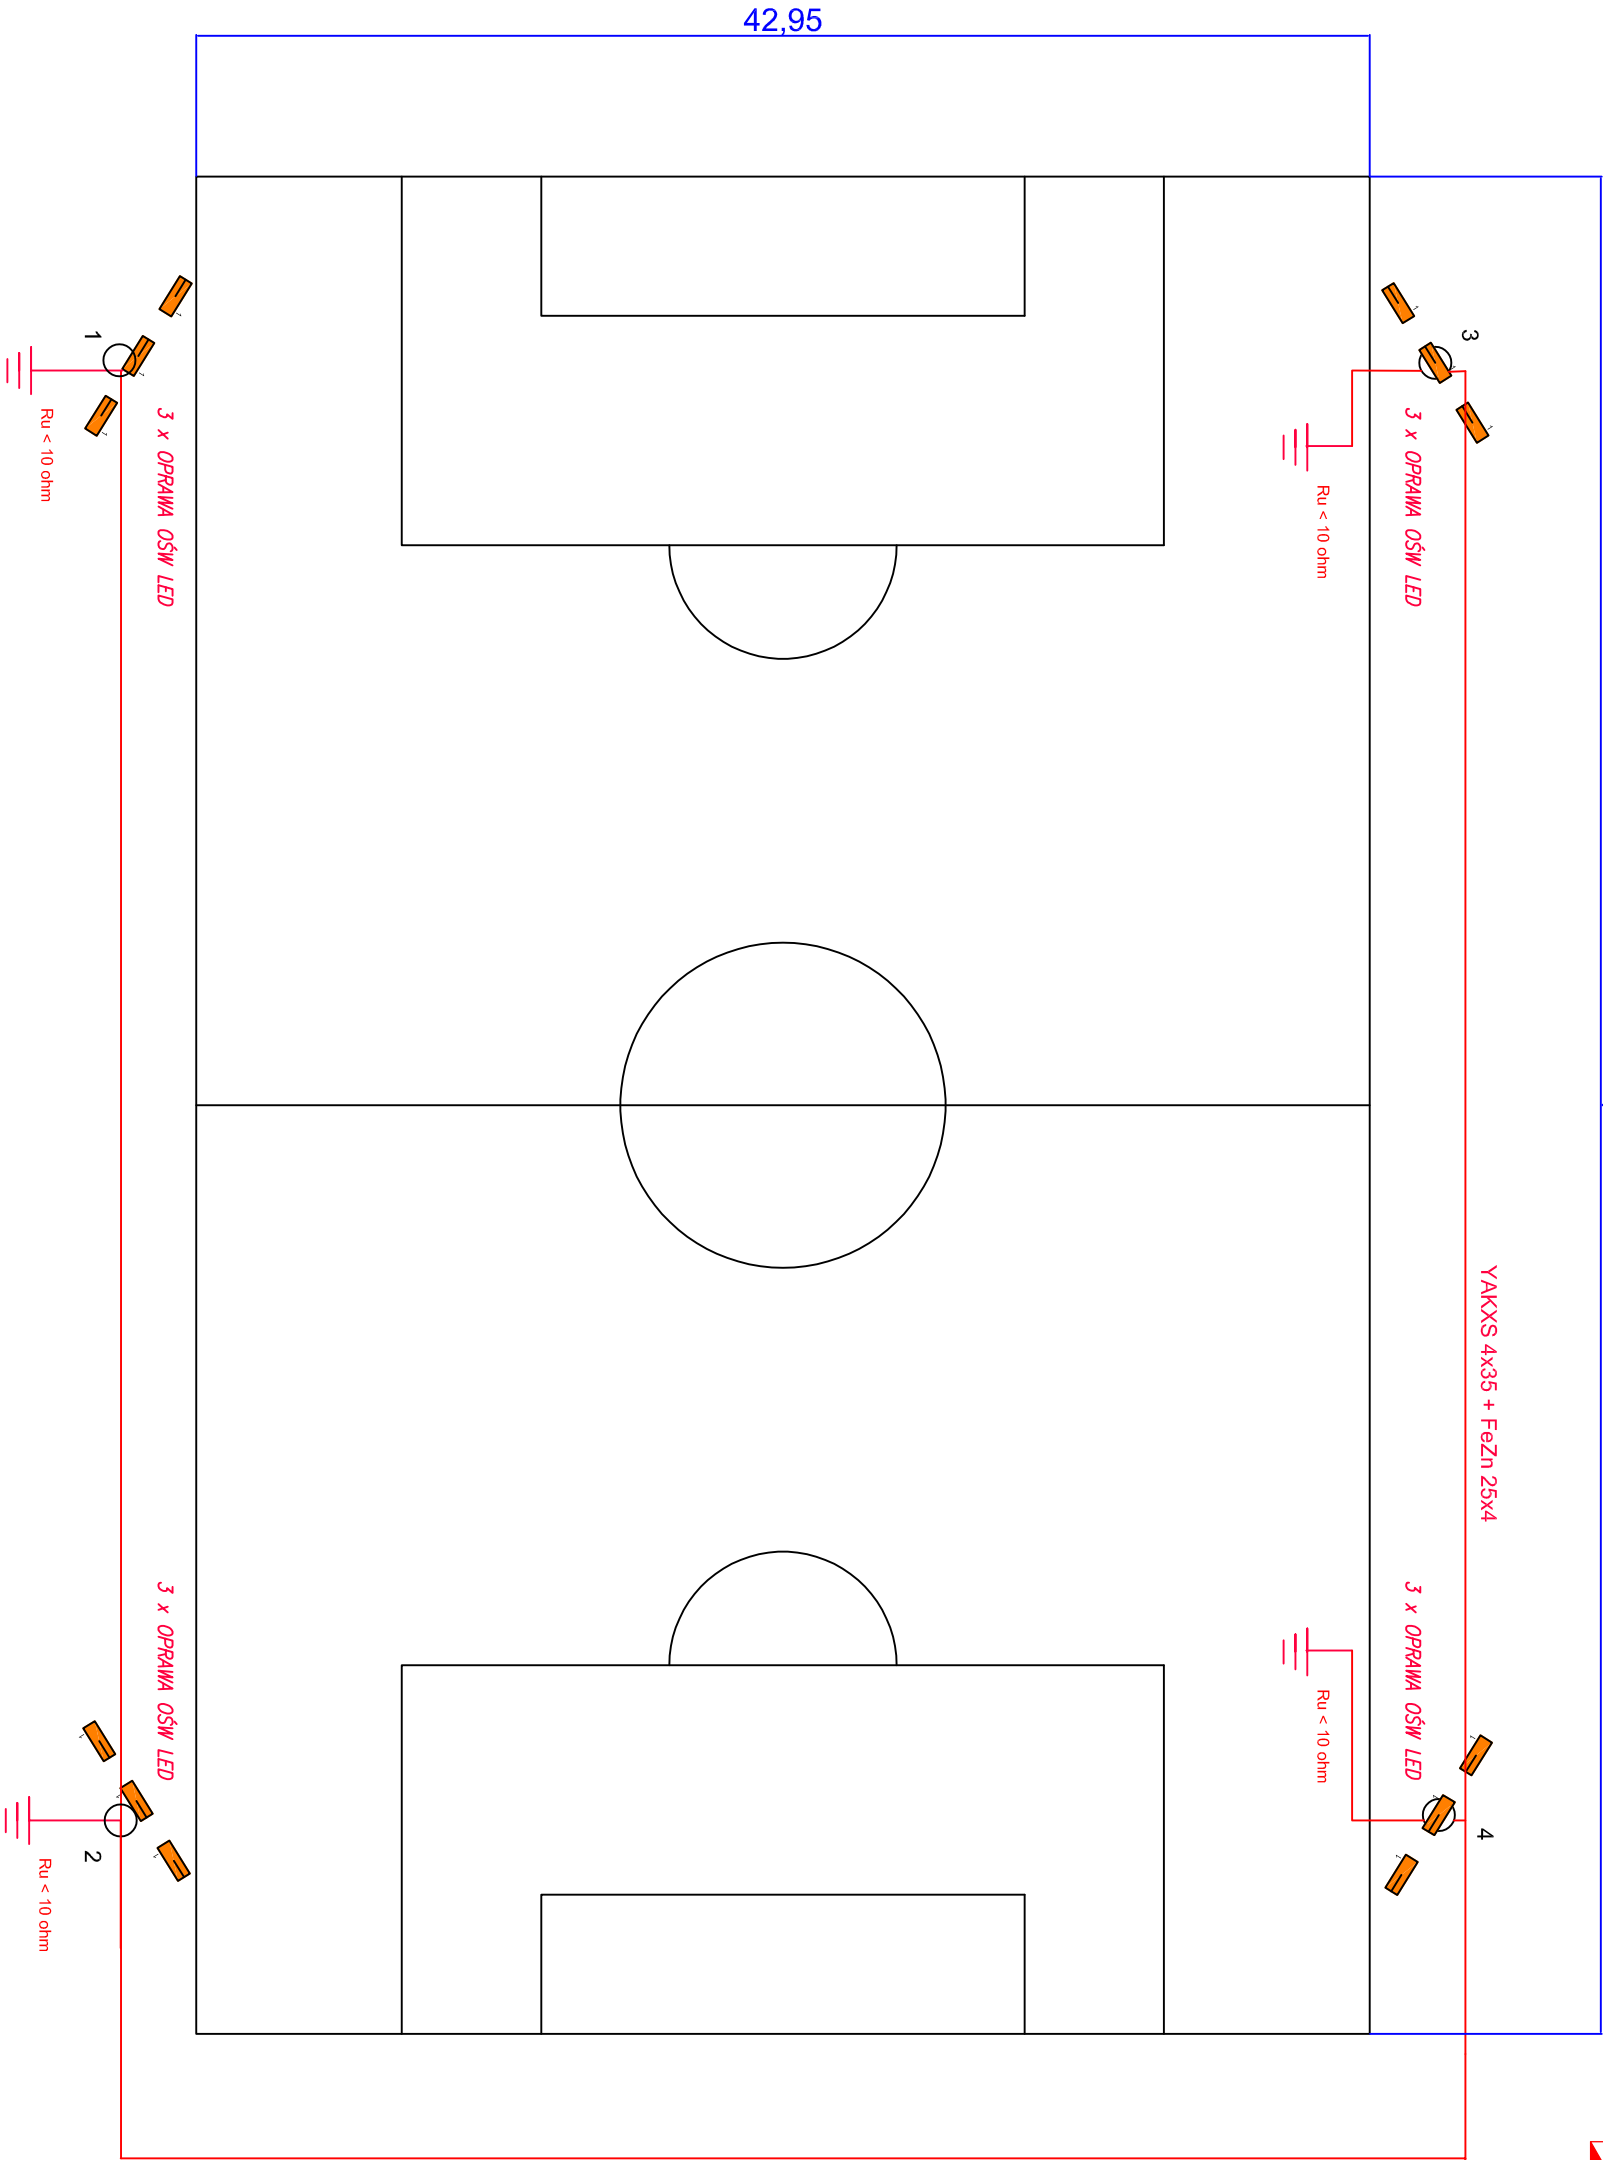 42,95
1
3
3 x OPRAWA OŚW LED
3 x OPRAWA OŚW LED
Ru < 10 ohm
Ru < 10 ohm
YAKXS 4x35 + FeZn 25x4
3 x OPRAWA OŚW LED
3 x OPRAWA OŚW LED
Ru < 10 ohm
2
4
Ru < 10 ohm